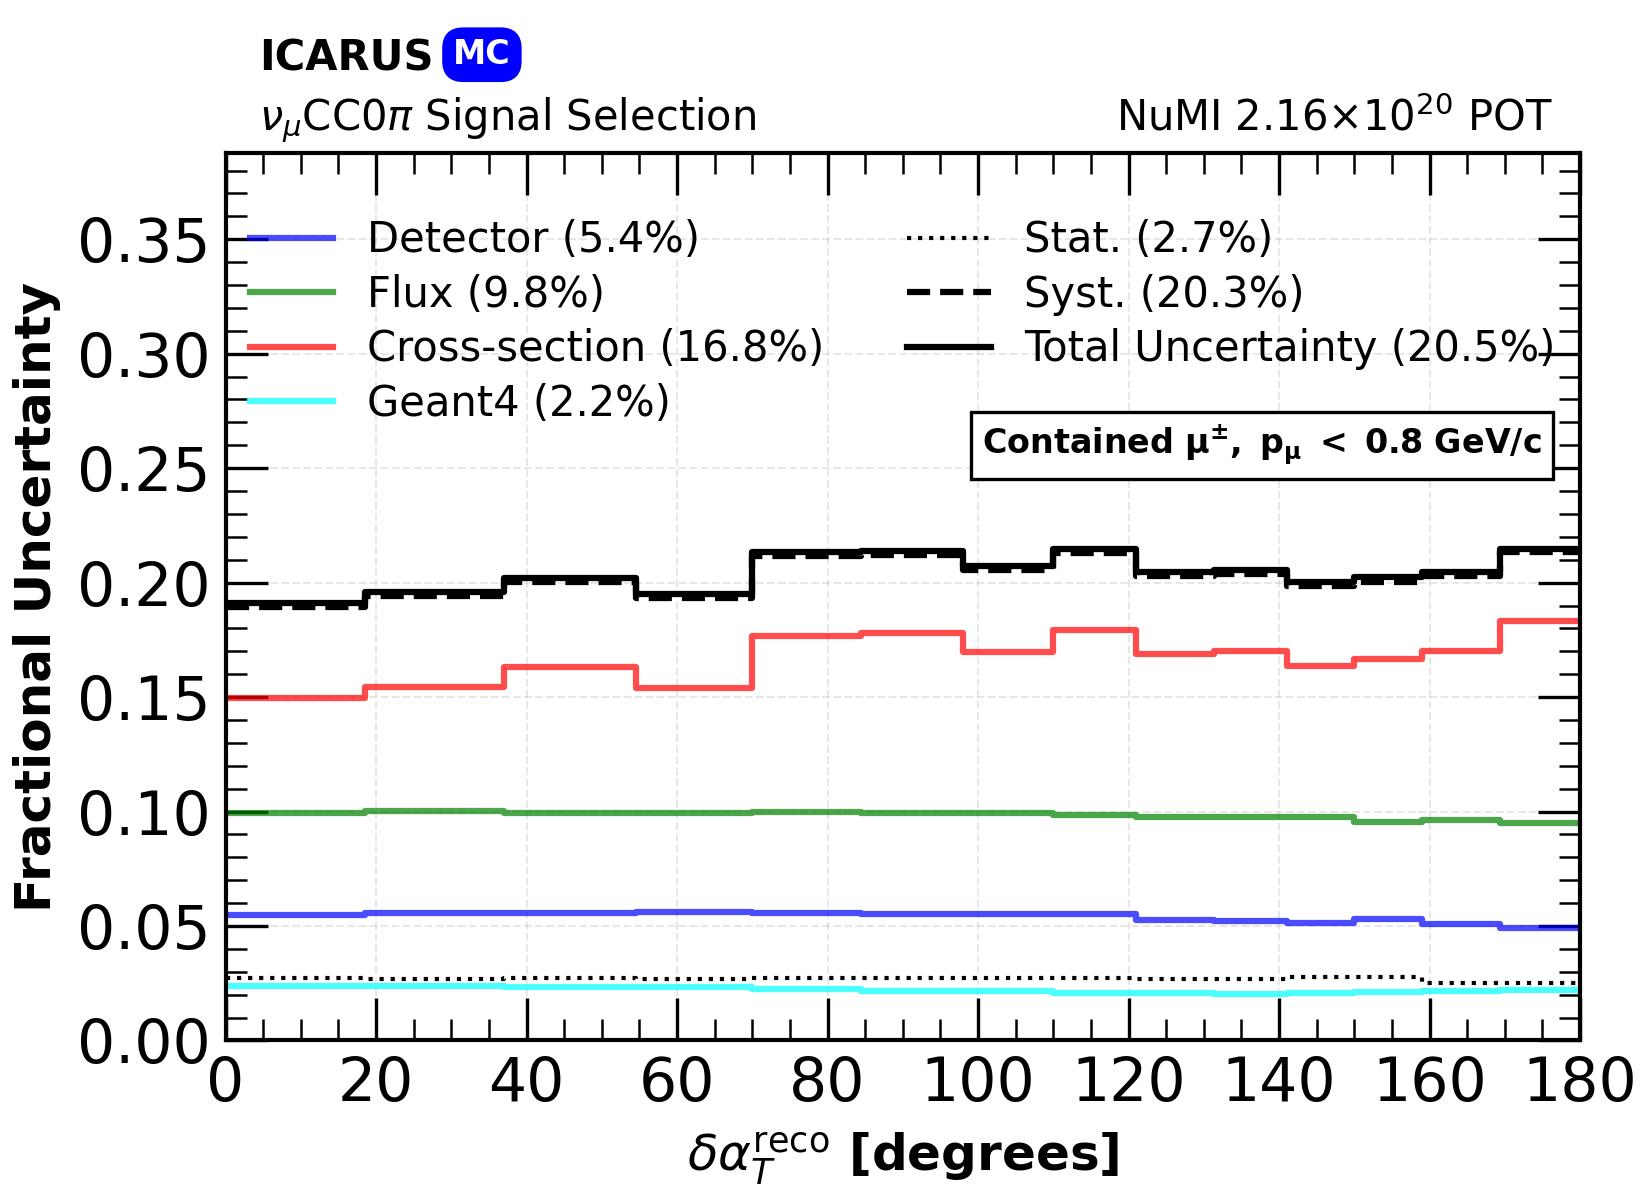 ICARUS MC
νμCC0π Signal Selection
NuMI 2.16×10²⁰ POT
Detector (5.4%)
Flux (9.8%)
Cross-section (16.8%)
Geant4 (2.2%)
Stat. (2.7%)
Syst. (20.3%)
Total Uncertainty (20.5%)
Contained μ±, pμ < 0.8 GeV/c
Fractional Uncertainty
0.35
0.30
0.25
0.20
0.15
0.10
0.05
0.00
0 20 40 60 80 100 120 140 160 180
δα_T^reco [degrees]